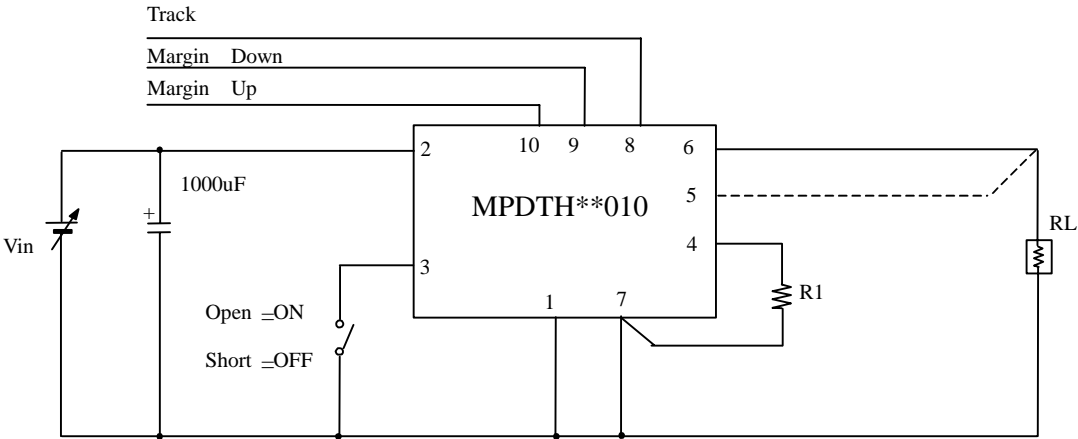 Track
Margin Down
Margin Up
2 10 9 8 6
1000uF
MPDTH**010
5
+
Vin
RL
4
3
R1
1 7
Open =ON
Short =OFF